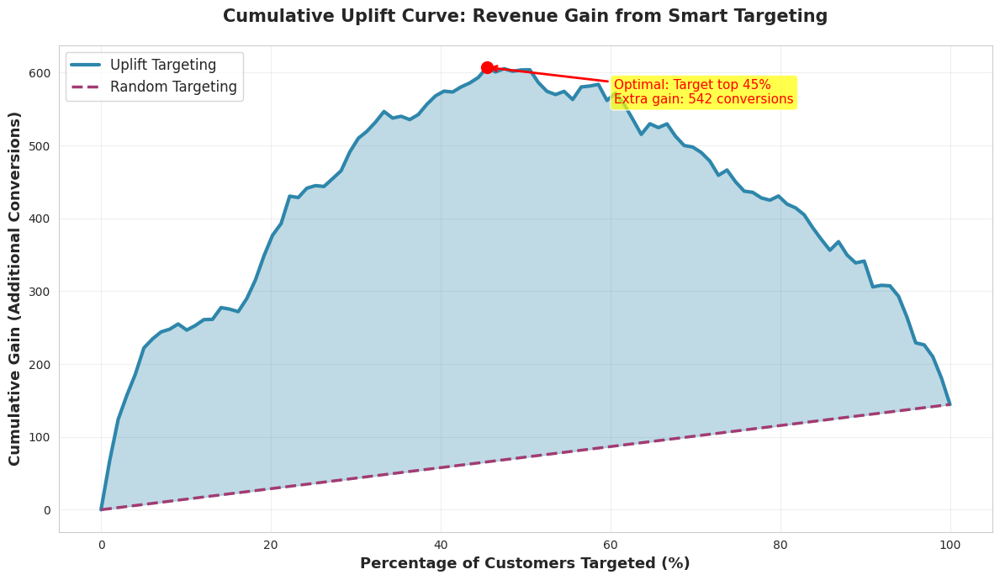 Cumulative Uplift Curve: Revenue Gain from Smart Targeting
Uplift Targeting
Random Targeting
Optimal: Target top 45%
Extra gain: 542 conversions
Cumulative Gain (Additional Conversions)
600
500
400
300
200
100
0
0
20
40
60
80
100
Percentage of Customers Targeted (%)